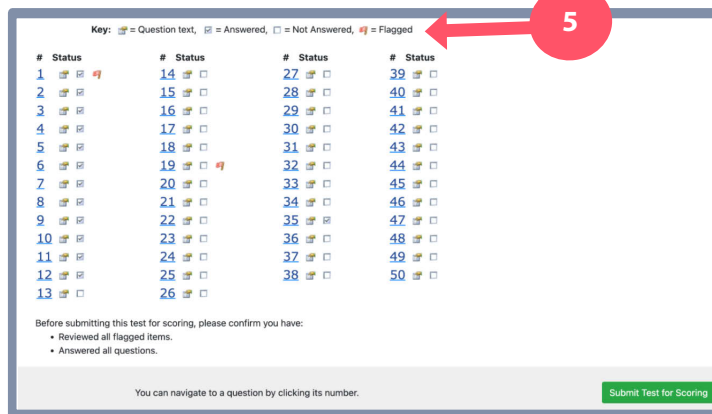 5
Key: = Question text, = Answered, = Not Answered, = Flagged
# Status # Status # Status # Status
1 14 27 39
2 15 28 40
3 16 29 41
4 17 30 42
5 18 31 43
6 19 32 44
7 20 33 45
8 21 34 46
9 22 35 47
10 23 36 48
11 24 37 49
12 25 38 50
13 26
Before submitting this test for scoring, please confirm you have:
• Reviewed all flagged items.
• Answered all questions.
You can navigate to a question by clicking its number.
Submit Test for Scoring